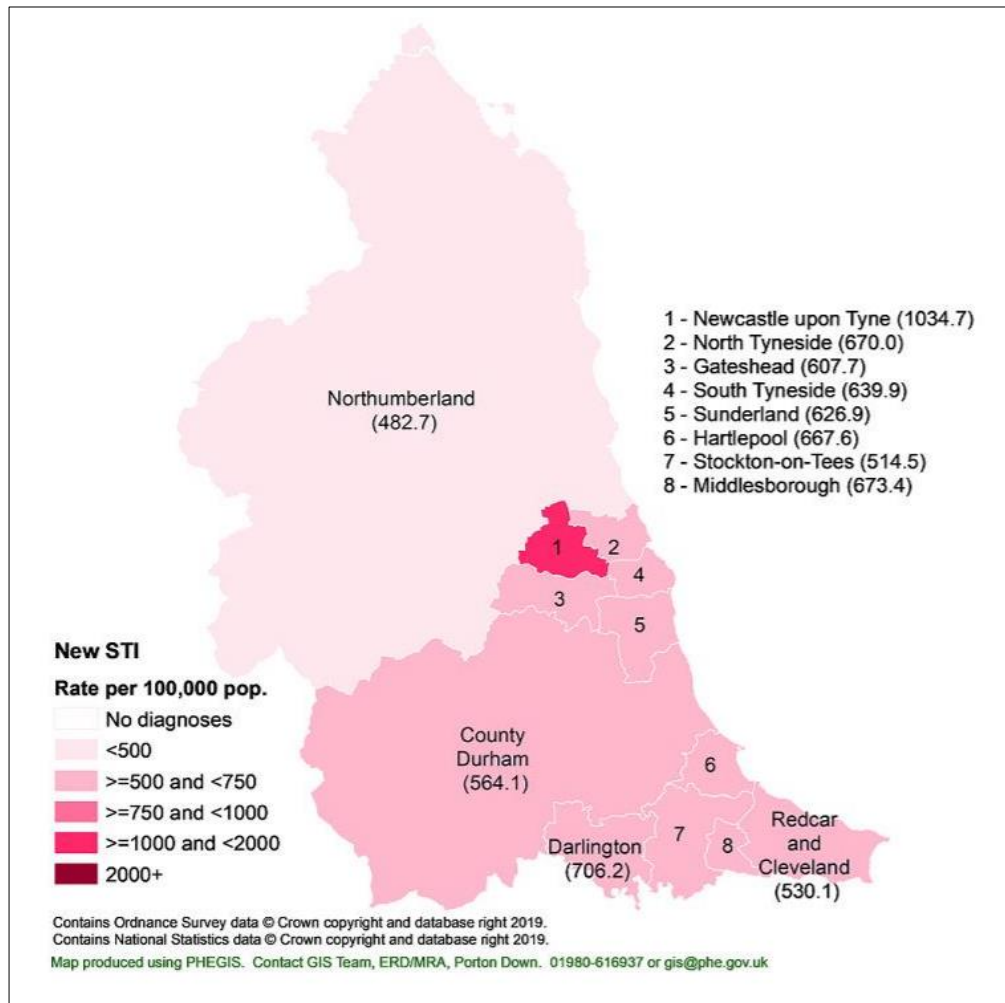 1 - Newcastle upon Tyne (1034.7)
2 - North Tyneside (670.0)
3 - Gateshead (607.7)
4 - South Tyneside (639.9)
5 - Sunderland (626.9)
6 - Hartlepool (667.6)
7 - Stockton-on-Tees (514.5)
8 - Middlesborough (673.4)
Northumberland
(482.7)
1
2
3
4
5
County
Durham
(564.1)
6
7
8
Darlington
(706.2)
Redcar
and
Cleveland
(530.1)
New STI
Rate per 100,000 pop.
No diagnoses
<500
>=500 and <750
>=750 and <1000
>=1000 and <2000
2000+
Contains Ordnance Survey data © Crown copyright and database right 2019.
Contains National Statistics data © Crown copyright and database right 2019.
Map produced using PHEGIS. Contact GIS Team, ERD/MRA, Porton Down. 01980-616937 or gis@phe.gov.uk